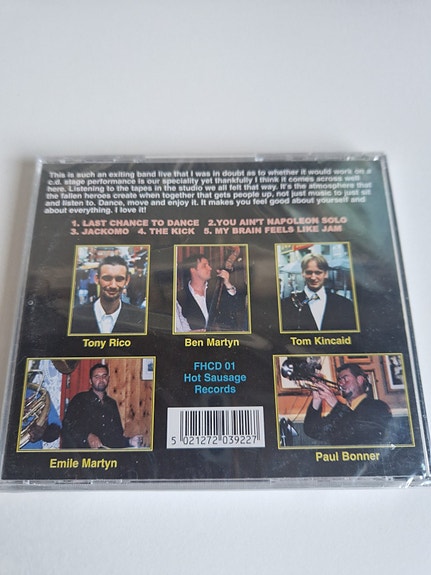 This is such an exiting band live that I was in doubt as to whether it would work on a
c.d. stage performance is our speciality yet thankfully I think it comes across well
here. Listening to the tapes in the studio we all felt that way. It's the atmosphere that
the fallen heroes create when together that gets people up, not just music to just sit
and listen to. Dance, move and enjoy it. It makes you feel good about yourself and
about everything. I love it!
1. LAST CHANCE TO DANCE 2.YOU AIN'T NAPOLEON SOLO
3. JACKOMO 4. THE KICK 5. MY BRAIN FEELS LIKE JAM
Tony Rico
Ben Martyn
Tom Kincaid
FHCD 01
Hot Sausage
Records
5 021272 039227
Emile Martyn
Paul Bonner